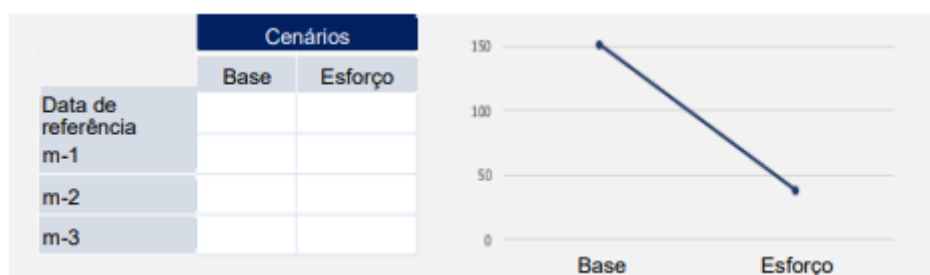 Cenários
Base Esforço
Data de
referência
m-1
m-2
m-3
150
100
50
0
Base Esforço